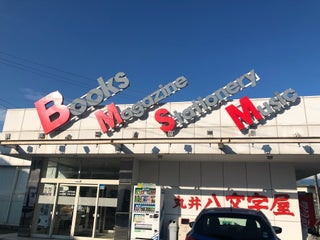 Books
Magazine
Stationery
Music
丸井 八文字屋